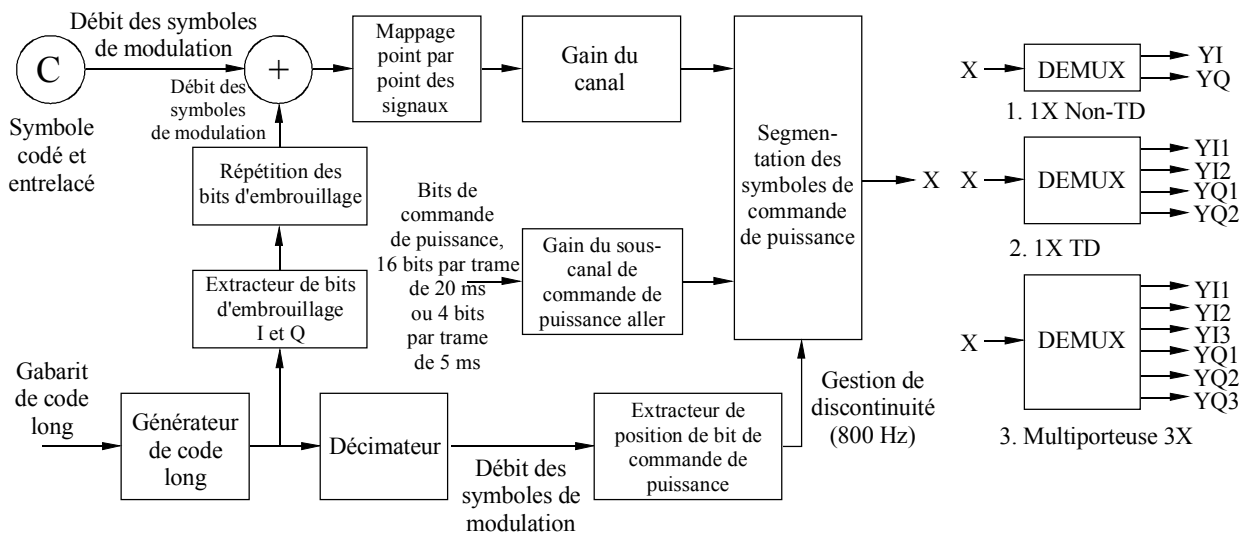 Débit des symboles
de modulation
C
+
Symbole
codé et
entrelacé
Débit des
symboles
de modulation
Mappage
point par
point des
signaux
Gain du
canal
Segmen-
tation des
symboles de
commande
de puissance
X
Répétition des
bits d'embrouillage
Extracteur de bits
d'embrouillage
I et Q
Bits de
commande
de puissance,
16 bits par trame
de 20 ms
ou 4 bits
par trame
de 5 ms
Gain du sous-
canal de
commande de
puissance aller
Gabarit
de code
long
Générateur
de code
long
Décimateur
Débit des
symboles de
modulation
Extracteur de
position de bit de
commande de
puissance
Gestion de
discontinuité
(800 Hz)
X
DEMUX
YI
YQ
1. 1X Non-TD
X
DEMUX
YI1
YI2
YQ1
YQ2
2. 1X TD
X
DEMUX
YI1
YI2
YI3
YQ1
YQ2
YQ3
3. Multiporteuse 3X